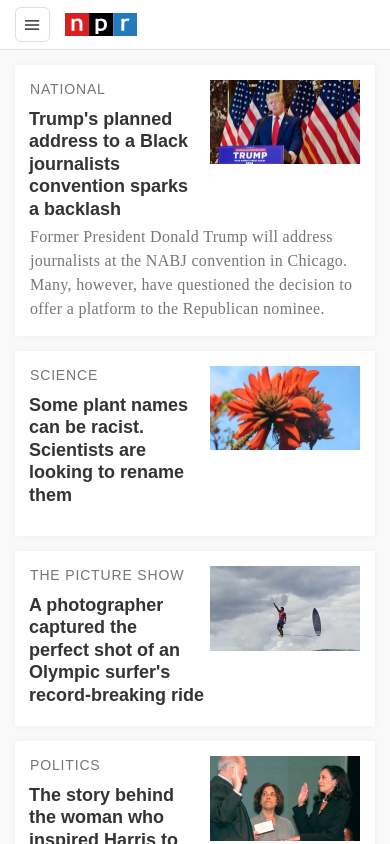 npr
NATIONAL
Trump's planned
address to a Black
journalists
convention sparks
a backlash
TRUMP
Former President Donald Trump will address
journalists at the NABJ convention in Chicago.
Many, however, have questioned the decision to
offer a platform to the Republican nominee.
SCIENCE
Some plant names
can be racist.
Scientists are
looking to rename
them
THE PICTURE SHOW
A photographer
captured the
perfect shot of an
Olympic surfer's
record-breaking ride
POLITICS
The story behind
the woman who
inspired Harris to